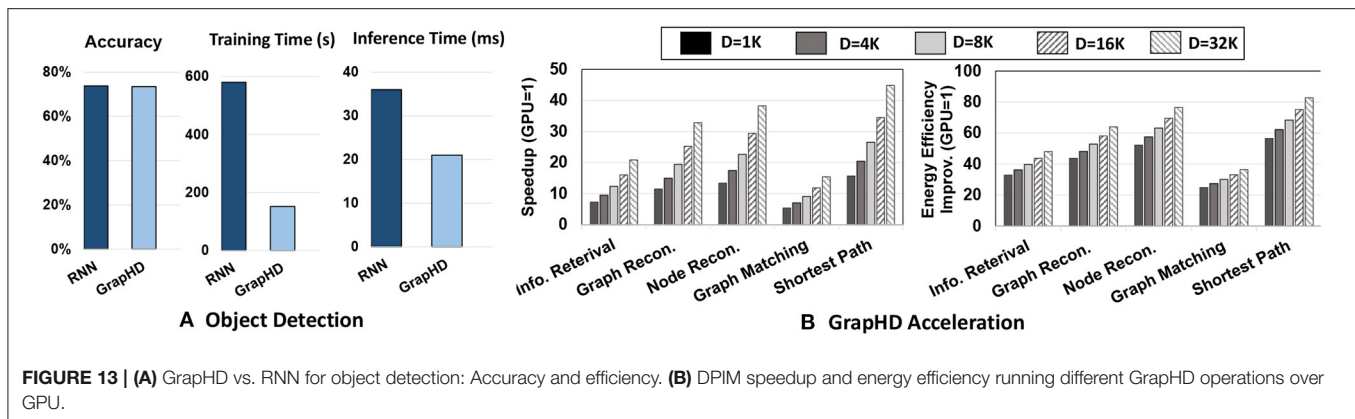 Accuracy
80%
60%
40%
20%
0%
60%
80%
40%
20%
0%
RNN
GrapHD
Training Time (s)
600
400
200
0
RNN
GrapHD
Inference Time (ms)
40
30
20
10
0
RNN
GrapHD
A Object Detection
D=1K D=4K D=8K D=16K D=32K
Speedup (GPU=1)
50
40
30
20
10
0
Info. Reterival
Graph Recon.
Node Recon.
Graph Matching
Shortest Path
Energy Efficiency
Improv. (GPU=1)
100
80
60
40
20
0
Info. Reterival
Graph Recon.
Node Recon.
Graph Matching
Shortest Path
B GrapHD Acceleration
FIGURE 13 | (A) GrapHD vs. RNN for object detection: Accuracy and efficiency. (B) DPIM speedup and energy efficiency running different GrapHD operations over
GPU.